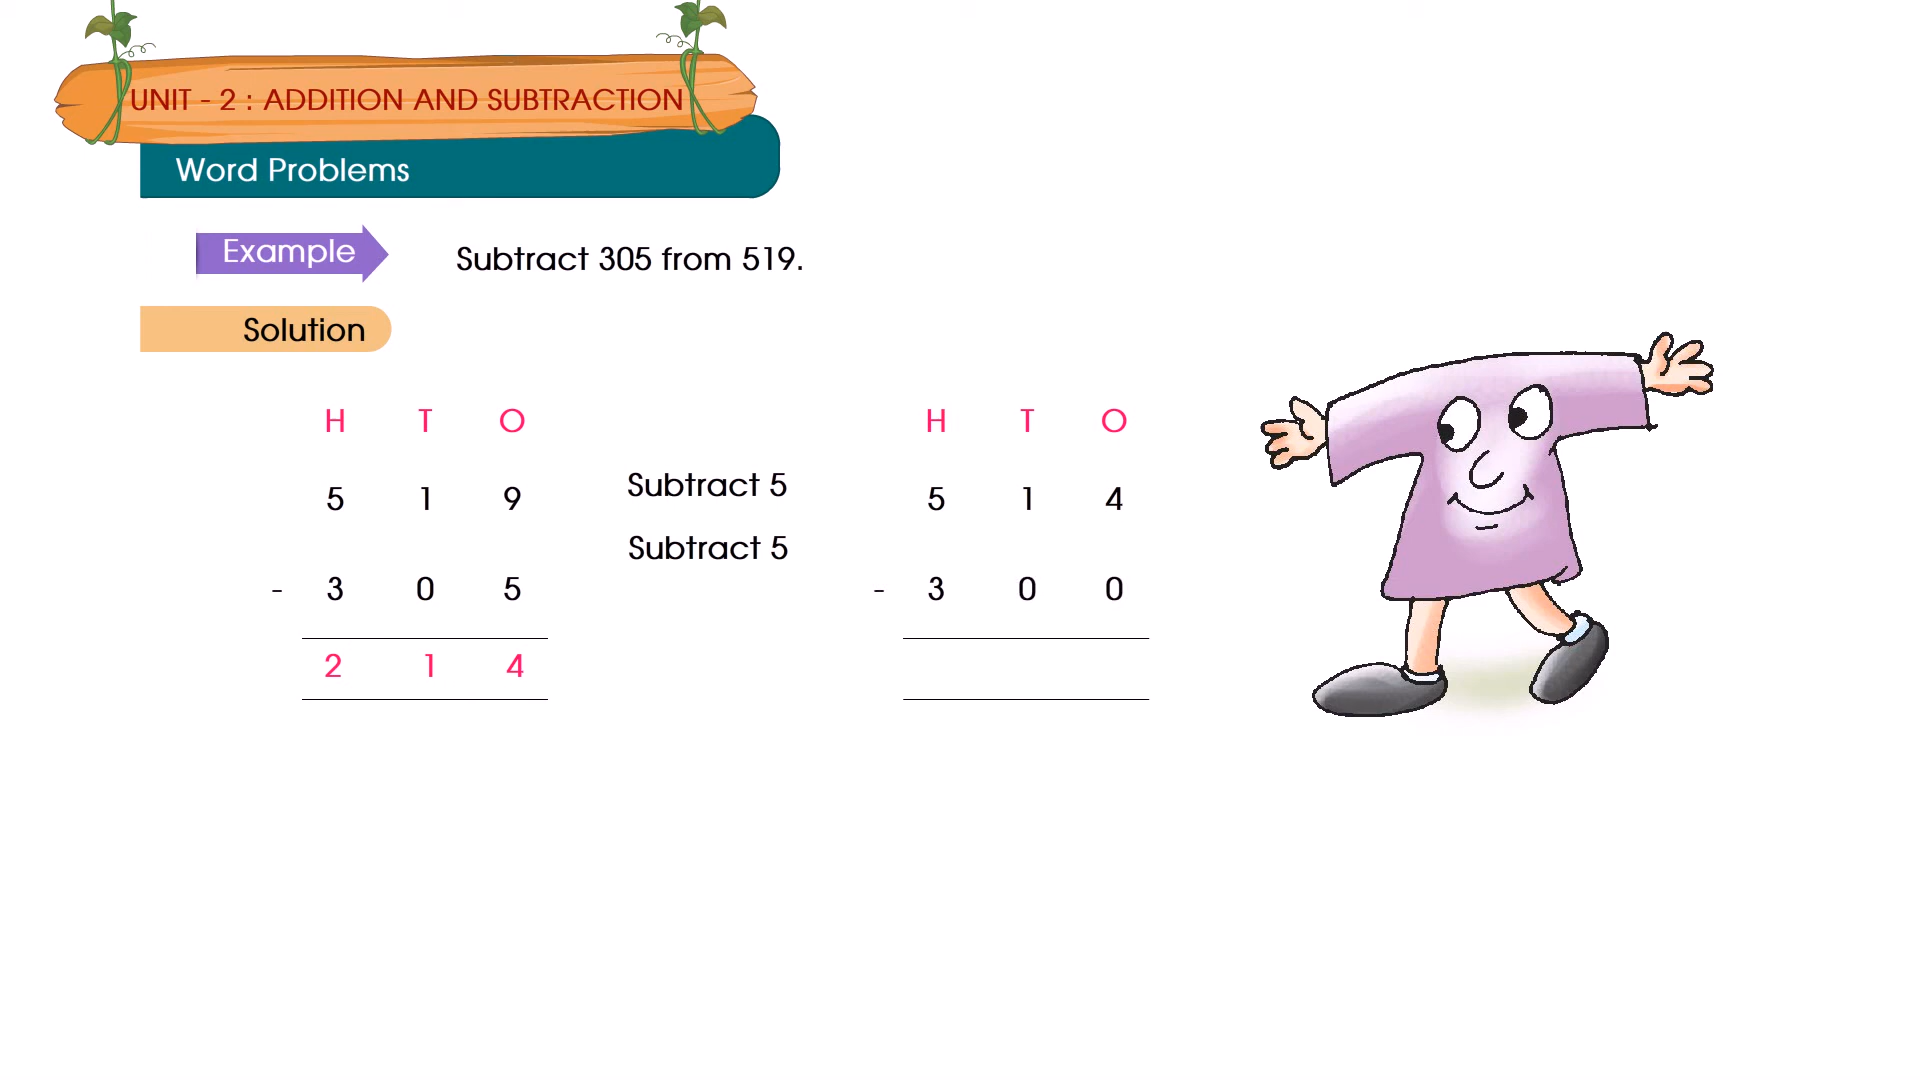 UNIT - 2 : ADDITION AND SUBTRACTION
Word Problems
Example
Subtract 305 from 519.
Solution
H T O
5 1 9
- 3 0 5
2 1 4
Subtract 5
Subtract 5
H T O
5 1 4
- 3 0 0